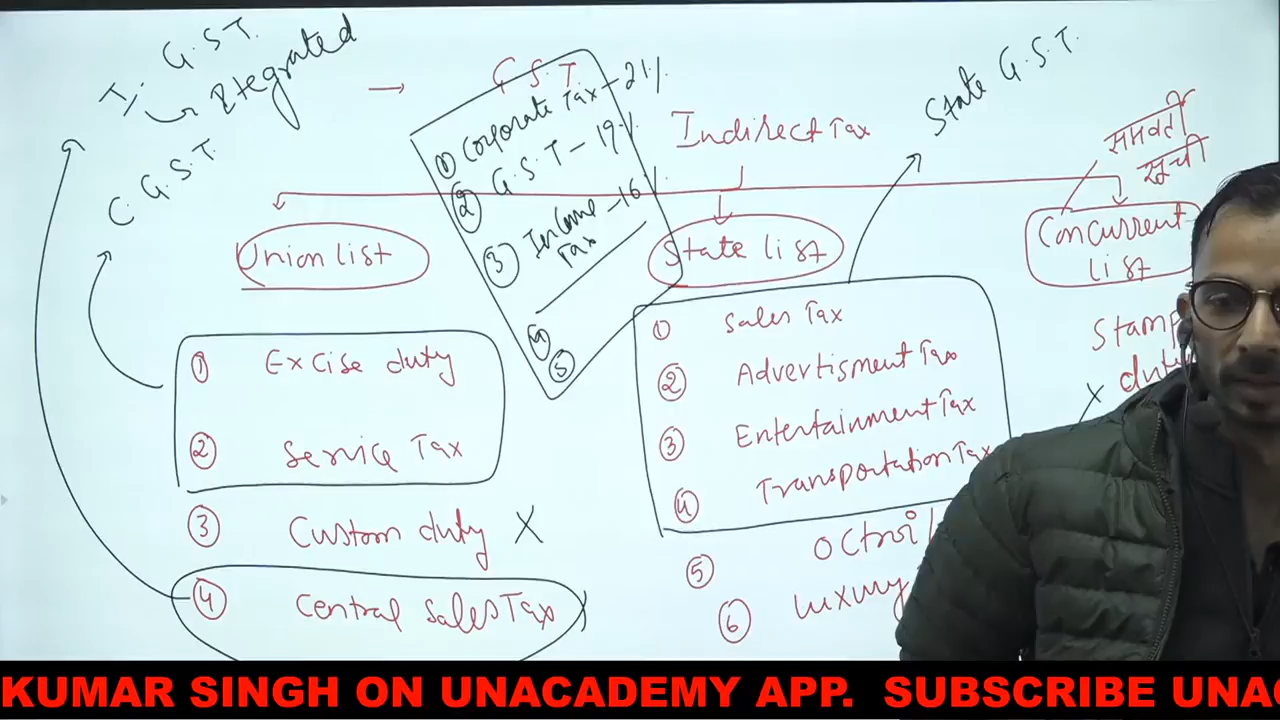 I. G.S.T.
Integrated
→ G.S.T.
C. G.S.T
① Corporate Tax - 21%
② G.S.T - 19%
③ Income Tax - 16%
④
⑤
Indirect Tax
State G.S.T.
समवर्ती
सूची
Union list
State list
Concurrent
list
① Excise duty
② Service Tax
③ Custom duty X
④ Central Sales Tax
① Sales Tax
② Advertisment Tax
③ Entertainment Tax
④ Transportation Tax
⑤ Octroi
⑥ Luxury
Stamp
X duty
KUMAR SINGH ON UNACADEMY APP. SUBSCRIBE UNA